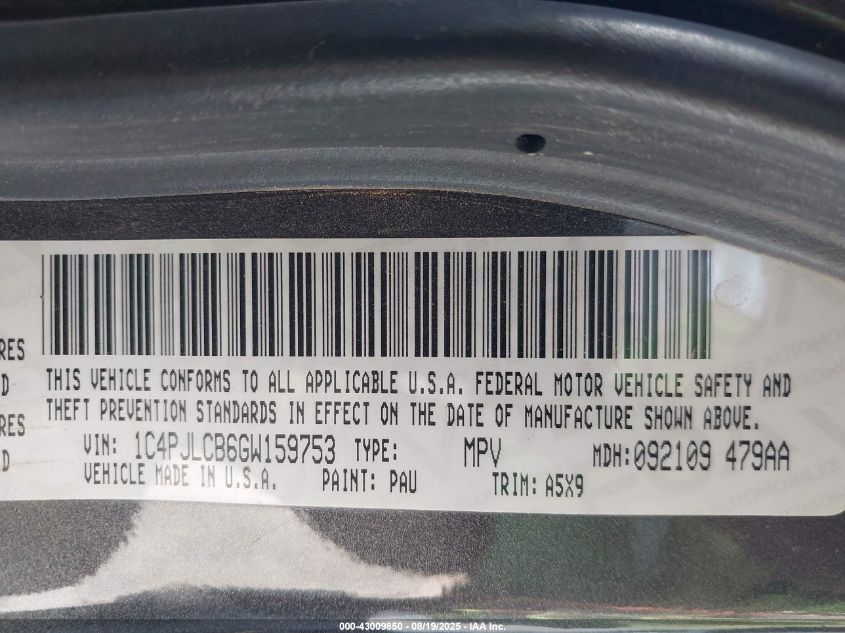 RES
D
RES
D
THIS VEHICLE CONFORMS TO ALL APPLICABLE U.S.A. FEDERAL MOTOR VEHICLE SAFETY AND
THEFT PREVENTION STANDARDS IN EFFECT ON THE DATE OF MANUFACTURE SHOWN ABOVE.
VIN: 1C4PJLCB6GW159753 TYPE: MPV MDH:092109 479AA
VEHICLE MADE IN U.S.A. PAINT: PAU TRIM: A5X9
000-43009850 - 08/19/2025 - IAA Inc.